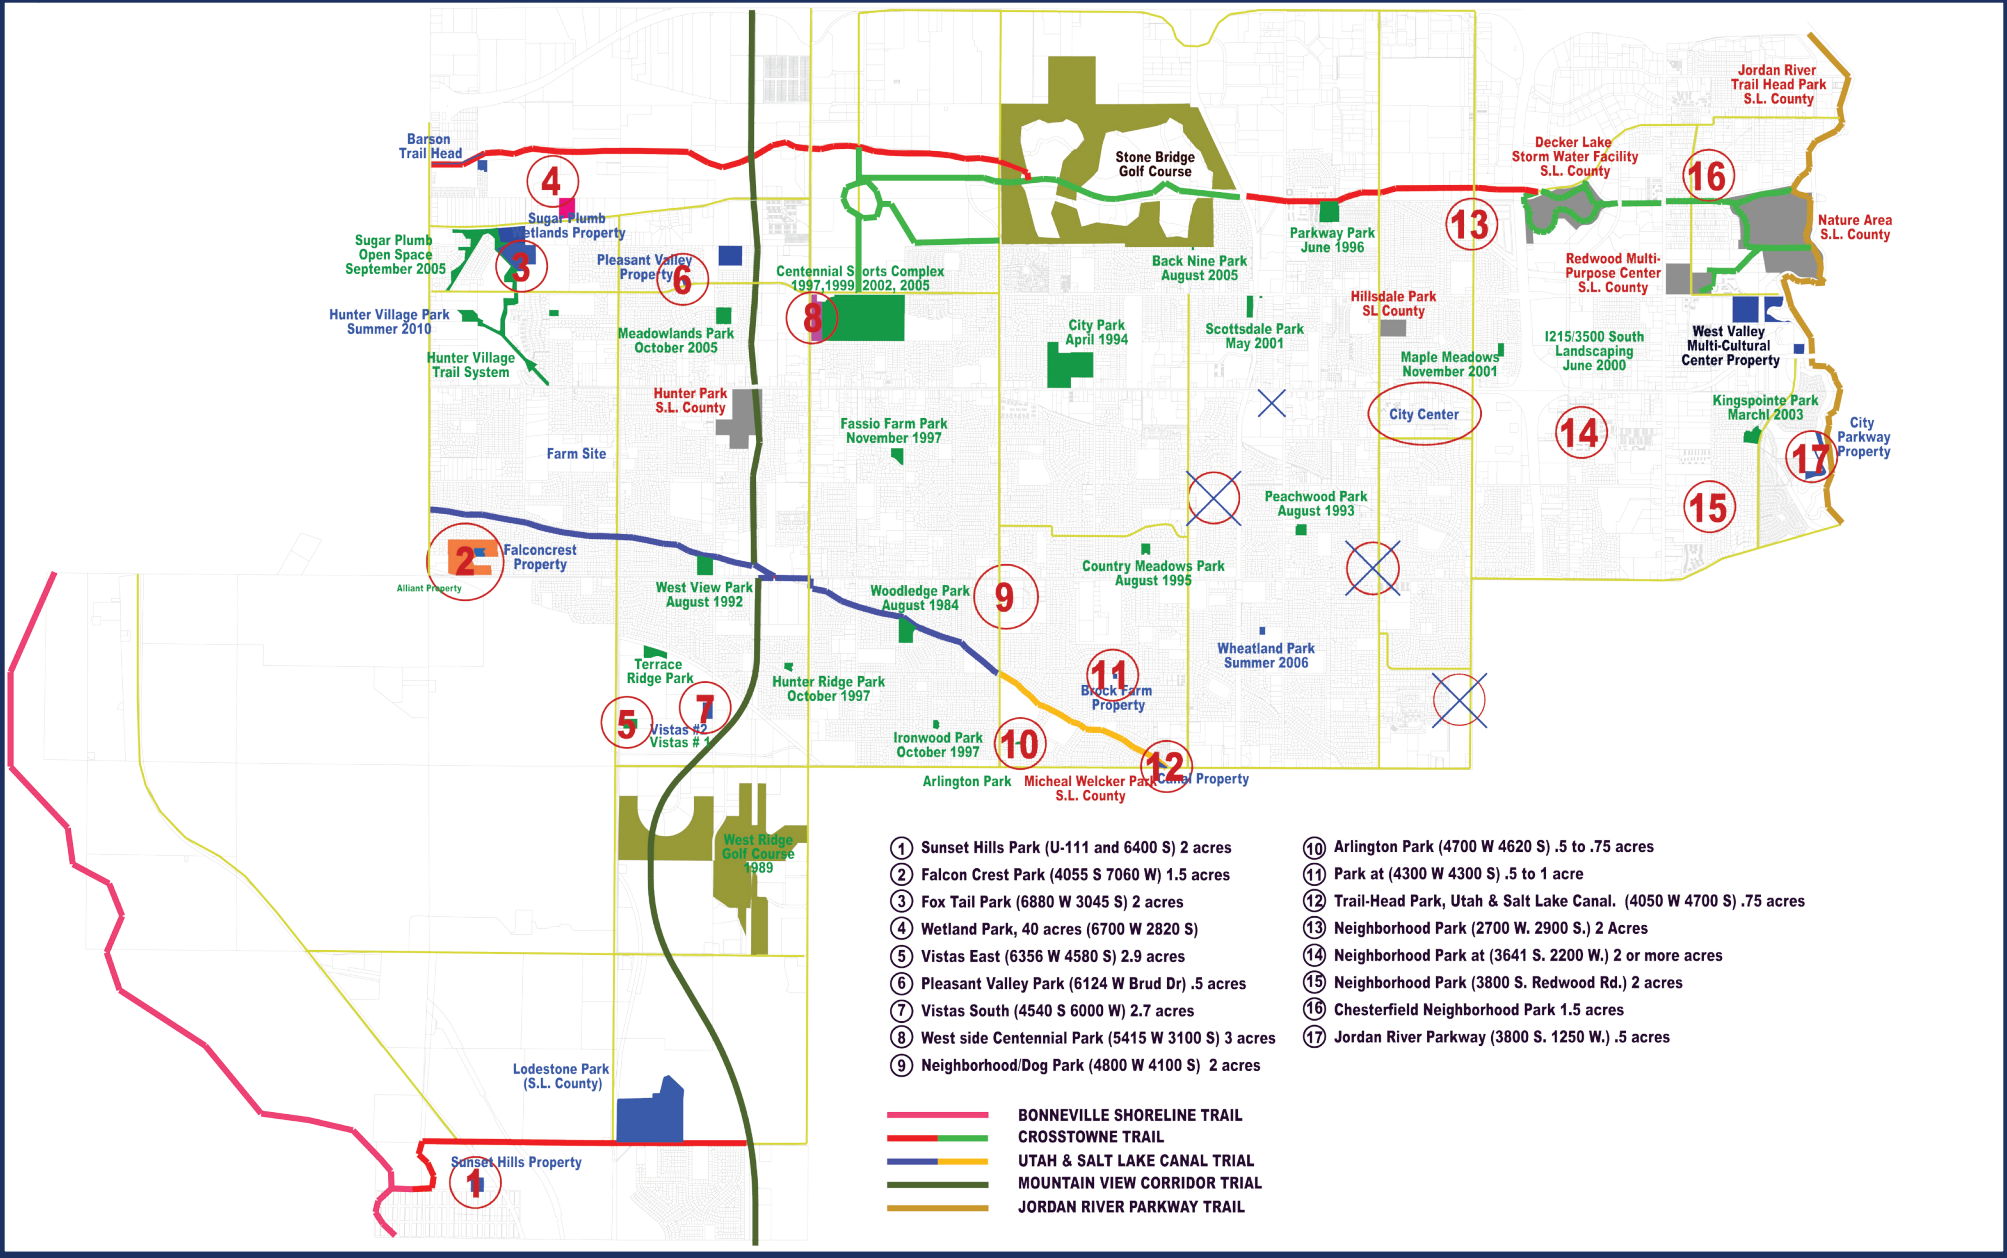 Jordan River
Trail Head Park
S.L. County
Barson
Trail Head
Decker Lake
Storm Water Facility
S.L. County
Stone Bridge
Golf Course
4
16
Sugar Plumb
Wetlands Property
13
Nature Area
S.L. County
Parkway Park
June 1996
Sugar Plumb
Open Space
September 2005
3
Pleasant Valley
Property
6
Centennial Sports Complex
1997,1999, 2002, 2005
Back Nine Park
August 2005
Redwood Multi-
Purpose Center
S.L. County
Hillsdale Park
SL County
8
Hunter Village Park
Summer 2010
Meadowlands Park
October 2005
City Park
April 1994
Scottsdale Park
May 2001
I215/3500 South
Landscaping
June 2000
West Valley
Multi-Cultural
Center Property
Hunter Village
Trail System
Maple Meadows
November 2001
Hunter Park
S.L. County
City Center
Kingspointe Park
Marchl 2003
Fassio Farm Park
November 1997
14
City
Parkway
Property
17
Farm Site
Peachwood Park
August 1993
15
2
Falconcrest
Property
Alliant Property
West View Park
August 1992
Woodledge Park
August 1984
9
Country Meadows Park
August 1995
Wheatland Park
Summer 2006
Terrace
Ridge Park
Hunter Ridge Park
October 1997
11
Brock Farm
Property
5
7
Vistas #2
Vistas # 1
Ironwood Park
October 1997
10
12
Arlington Park
Micheal Welcker Park
S.L. County
Canal Property
West Ridge
Golf Course
1989
1 Sunset Hills Park (U-111 and 6400 S) 2 acres
2 Falcon Crest Park (4055 S 7060 W) 1.5 acres
3 Fox Tail Park (6880 W 3045 S) 2 acres
4 Wetland Park, 40 acres (6700 W 2820 S)
5 Vistas East (6356 W 4580 S) 2.9 acres
6 Pleasant Valley Park (6124 W Brud Dr) .5 acres
7 Vistas South (4540 S 6000 W) 2.7 acres
8 West side Centennial Park (5415 W 3100 S) 3 acres
9 Neighborhood/Dog Park (4800 W 4100 S) 2 acres
10 Arlington Park (4700 W 4620 S) .5 to .75 acres
11 Park at (4300 W 4300 S) .5 to 1 acre
12 Trail-Head Park, Utah & Salt Lake Canal. (4050 W 4700 S) .75 acres
13 Neighborhood Park (2700 W. 2900 S.) 2 Acres
14 Neighborhood Park at (3641 S. 2200 W.) 2 or more acres
15 Neighborhood Park (3800 S. Redwood Rd.) 2 acres
16 Chesterfield Neighborhood Park 1.5 acres
17 Jordan River Parkway (3800 S. 1250 W.) .5 acres
Lodestone Park
(S.L. County)
Sunset Hills Property
1
BONNEVILLE SHORELINE TRAIL
CROSSTOWNE TRAIL
UTAH & SALT LAKE CANAL TRIAL
MOUNTAIN VIEW CORRIDOR TRIAL
JORDAN RIVER PARKWAY TRAIL